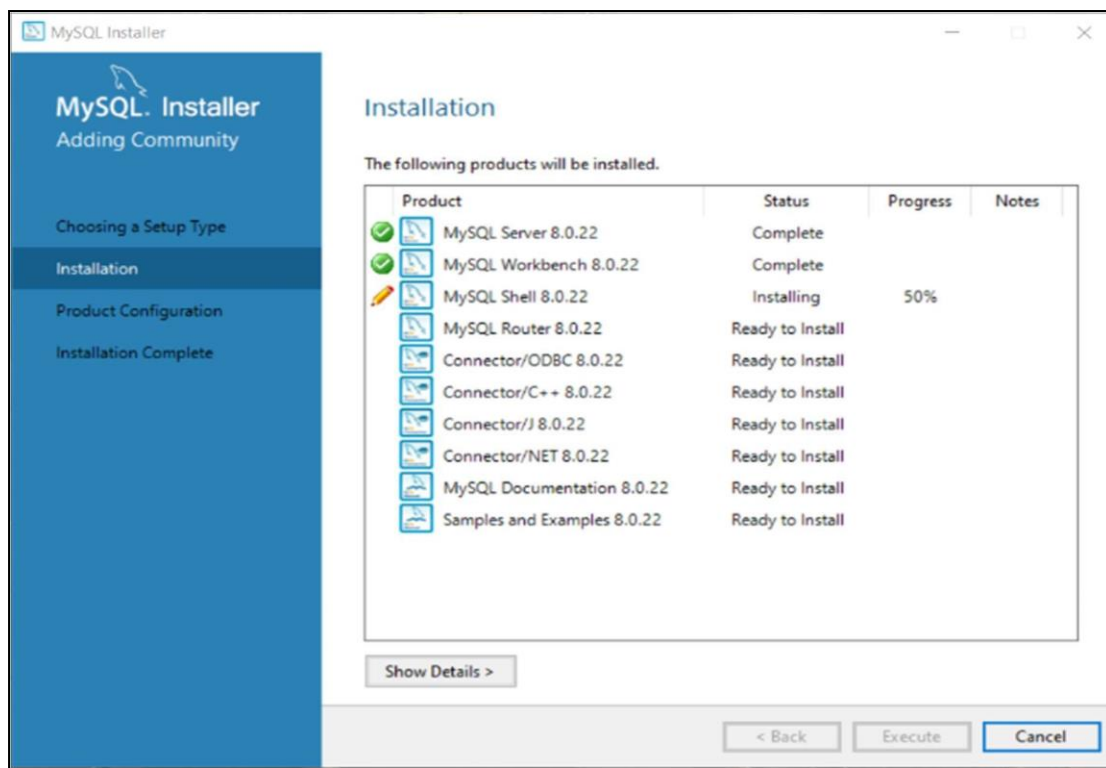 MySQL Installer
MySQL. Installer
Adding Community
Choosing a Setup Type
Installation
Product Configuration
Installation Complete
Installation
The following products will be installed.
Product Status Progress Notes
MySQL Server 8.0.22 Complete
MySQL Workbench 8.0.22 Complete
MySQL Shell 8.0.22 Installing 50%
MySQL Router 8.0.22 Ready to Install
Connector/ODBC 8.0.22 Ready to Install
Connector/C++ 8.0.22 Ready to Install
Connector/J 8.0.22 Ready to Install
Connector/NET 8.0.22 Ready to Install
MySQL Documentation 8.0.22 Ready to Install
Samples and Examples 8.0.22 Ready to Install
Show Details >
< Back Execute Cancel